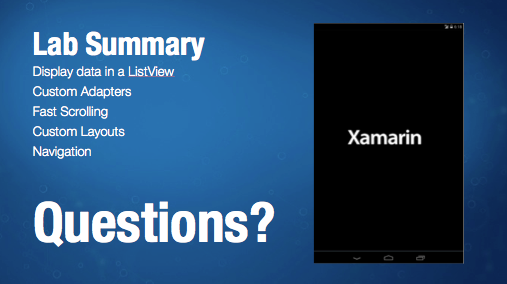 Lab Summary
Display data in a ListView
Custom Adapters
Fast Scrolling
Custom Layouts
Navigation
Questions?
Xamarin